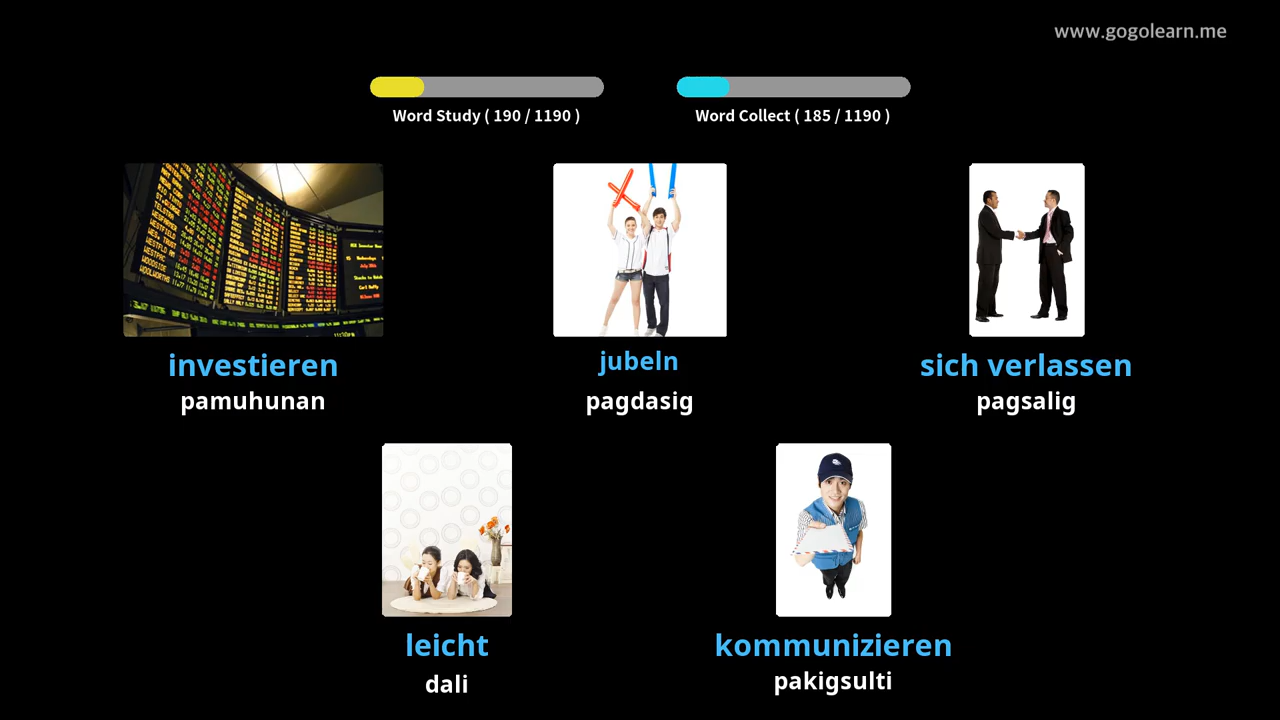 www.gogolearn.me
Word Study ( 190 / 1190 )
Word Collect ( 185 / 1190 )
investieren
pamuhunan
jubeln
pagdasig
sich verlassen
pagsalig
leicht
dali
kommunizieren
pakigsulti